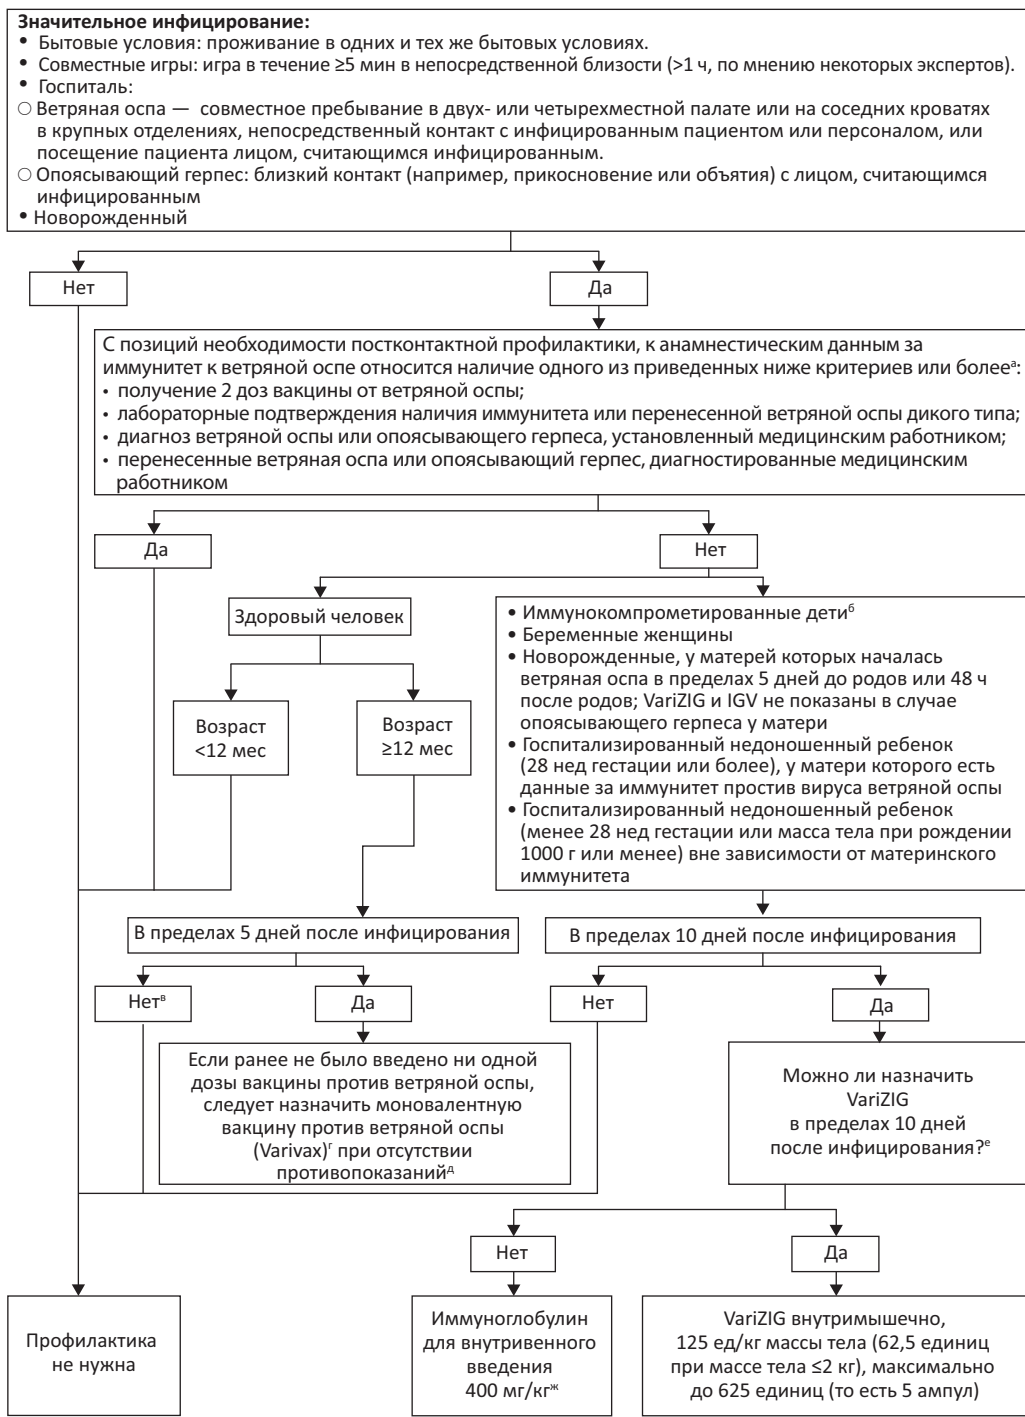 Значительное инфицирование:
• Бытовые условия: проживание в одних и тех же бытовых условиях.
• Совместные игры: игра в течение ≥5 мин в непосредственной близости (>1 ч, по мнению некоторых экспертов).
• Госпиталь:
○ Ветряная оспа — совместное пребывание в двух- или четырехместной палате или на соседних кроватях
в крупных отделениях, непосредственный контакт с инфицированным пациентом или персоналом, или
посещение пациента лицом, считающимся инфицированным.
○ Опоясывающий герпес: близкий контакт (например, прикосновение или объятия) с лицом, считающимся
инфицированным
• Новорожденный
Нет
Да
С позиций необходимости постконтактной профилактики, к анамнестическим данным за
иммунитет к ветряной оспе относится наличие одного из приведенных ниже критериев или более^а:
• получение 2 доз вакцины от ветряной оспы;
• лабораторные подтверждения наличия иммунитета или перенесенной ветряной оспы дикого типа;
• диагноз ветряной оспы или опоясывающего герпеса, установленный медицинским работником;
• перенесенные ветряная оспа или опоясывающий герпес, диагностированные медицинским
работником
Да
Нет
Здоровый человек
Возраст
<12 мес
Возраст
≥12 мес
• Иммунокомпрометированные дети^б
• Беременные женщины
• Новорожденные, у матерей которых началась
ветряная оспа в пределах 5 дней до родов или 48 ч
после родов; VariZIG и IGV не показаны в случае
опоясывающего герпеса у матери
• Госпитализированный недоношенный ребенок
(28 нед гестации или более), у матери которого есть
данные за иммунитет простив вируса ветряной оспы
• Госпитализированный недоношенный ребенок
(менее 28 нед гестации или масса тела при рождении
1000 г или менее) вне зависимости от материнского
иммунитета
В пределах 5 дней после инфицирования
В пределах 10 дней после инфицирования
Нет^в
Да
Нет
Да
Если ранее не было введено ни одной
дозы вакцины против ветряной оспы,
следует назначить моновалентную
вакцину против ветряной оспы
(Varivax)^г при отсутствии
противопоказаний^д
Можно ли назначить
VariZIG
в пределах 10 дней
после инфицирования?^е
Нет
Да
Профилактика
не нужна
Иммуноглобулин
для внутривенного
введения
400 мг/кг^ж
VariZIG внутримышечно,
125 ед/кг массы тела (62,5 единиц
при массе тела ≤2 кг), максимально
до 625 единиц (то есть 5 ампул)